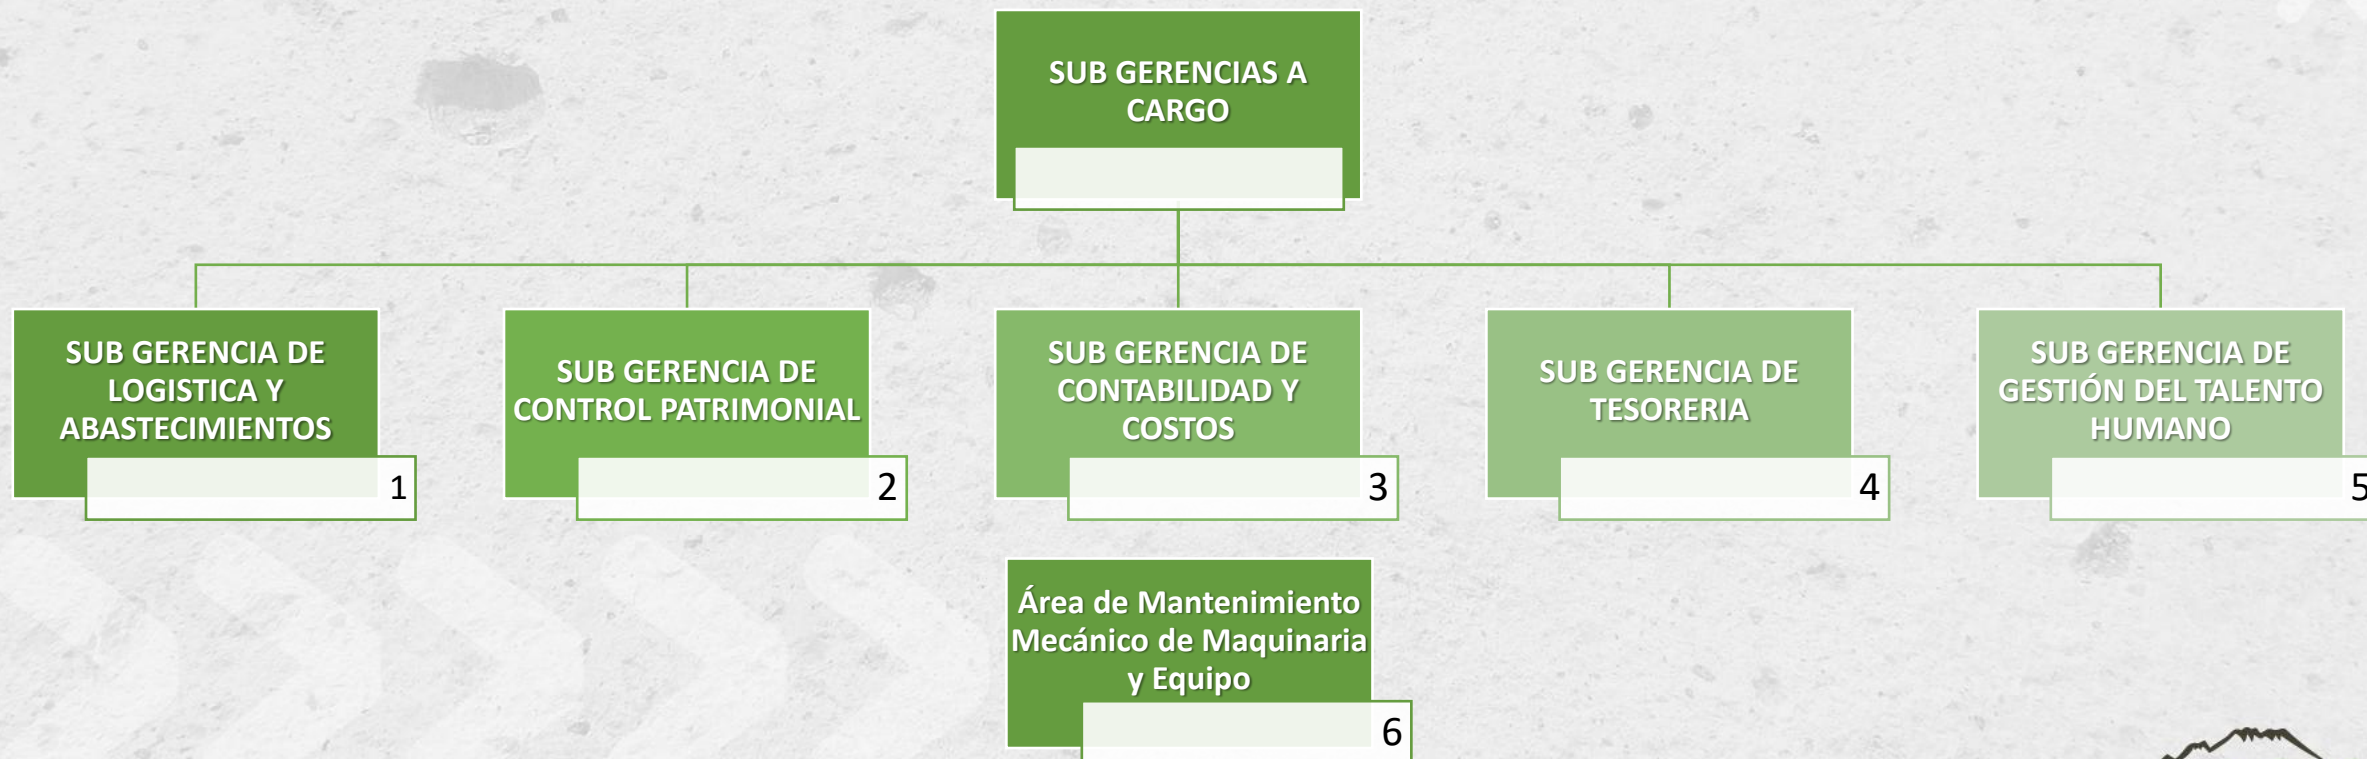 SUB GERENCIAS A
CARGO
SUB GERENCIA DE
LOGISTICA Y
ABASTECIMIENTOS
1
SUB GERENCIA DE
CONTROL PATRIMONIAL
2
SUB GERENCIA DE
CONTABILIDAD Y
COSTOS
3
SUB GERENCIA DE
TESORERIA
4
SUB GERENCIA DE
GESTIÓN DEL TALENTO
HUMANO
5
Área de Mantenimiento
Mecánico de Maquinaria
y Equipo
6